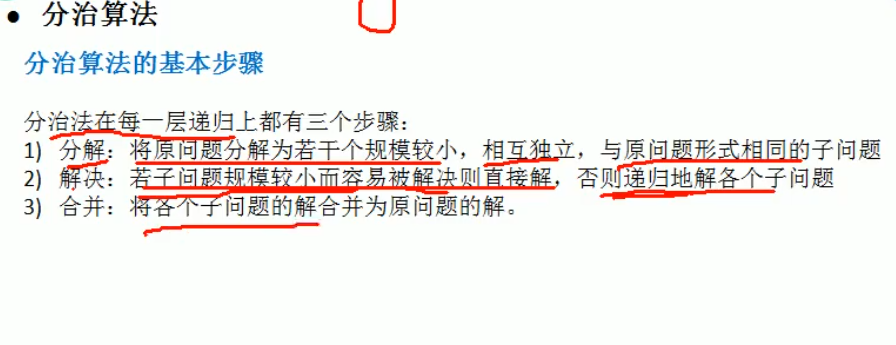 ● 分治算法
分治算法的基本步骤
分治法在每一层递归上都有三个步骤：
1) 分解：将原问题分解为若干个规模较小，相互独立，与原问题形式相同的子问题
2) 解决：若子问题规模较小而容易被解决则直接解，否则递归地解各个子问题
3) 合并：将各个子问题的解合并为原问题的解。